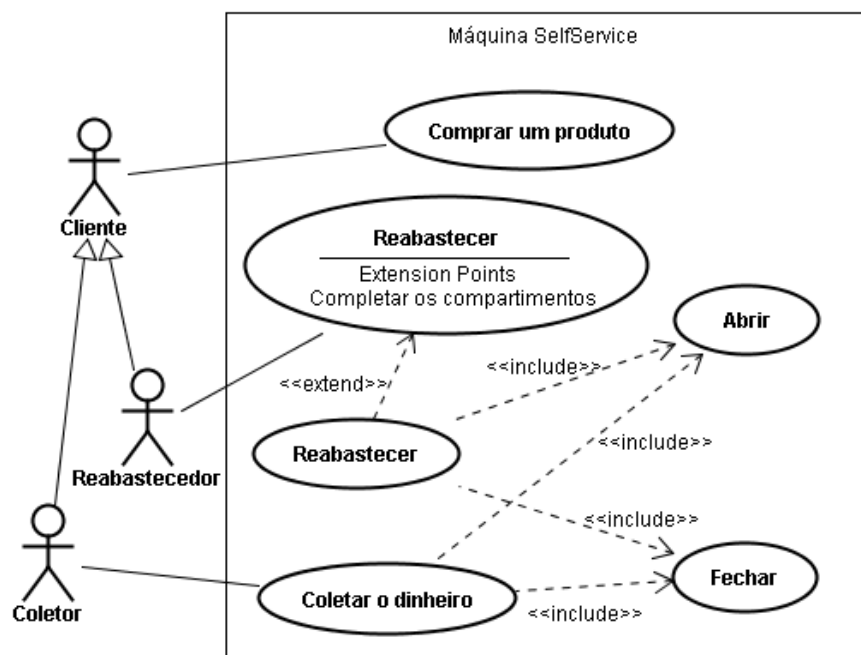 Máquina SelfService
Comprar um produto
Cliente
Reabastecer
Extension Points
Completar os compartimentos
Abrir
<<include>>
<<extend>>
<<include>>
Reabastecer
Reabastecedor
<<include>>
Fechar
Coletar o dinheiro
Coletor
<<include>>